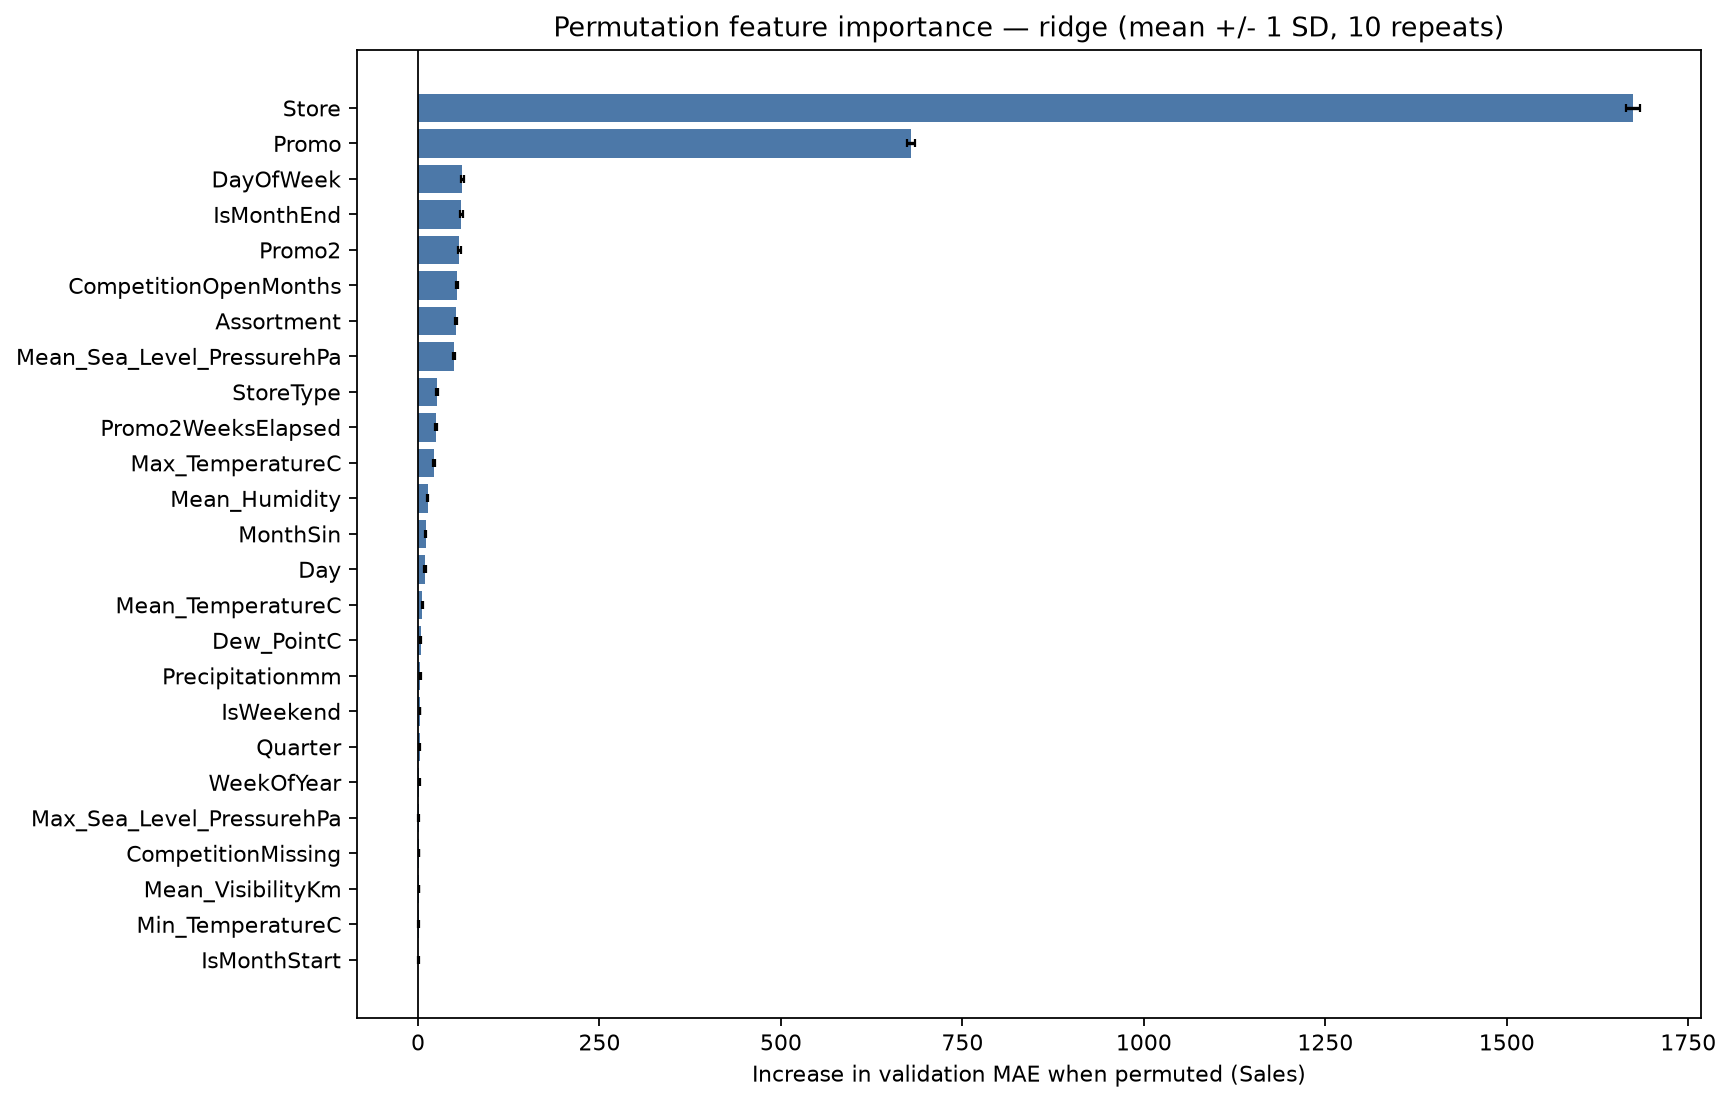 Permutation feature importance — ridge (mean +/- 1 SD, 10 repeats)
Store
Promo
DayOfWeek
IsMonthEnd
Promo2
CompetitionOpenMonths
Assortment
Mean_Sea_Level_PressurehPa
StoreType
Promo2WeeksElapsed
Max_TemperatureC
Mean_Humidity
MonthSin
Day
Mean_TemperatureC
Dew_PointC
Precipitationmm
IsWeekend
Quarter
WeekOfYear
Max_Sea_Level_PressurehPa
CompetitionMissing
Mean_VisibilityKm
Min_TemperatureC
IsMonthStart
0 250 500 750 1000 1250 1500 1750
Increase in validation MAE when permuted (Sales)